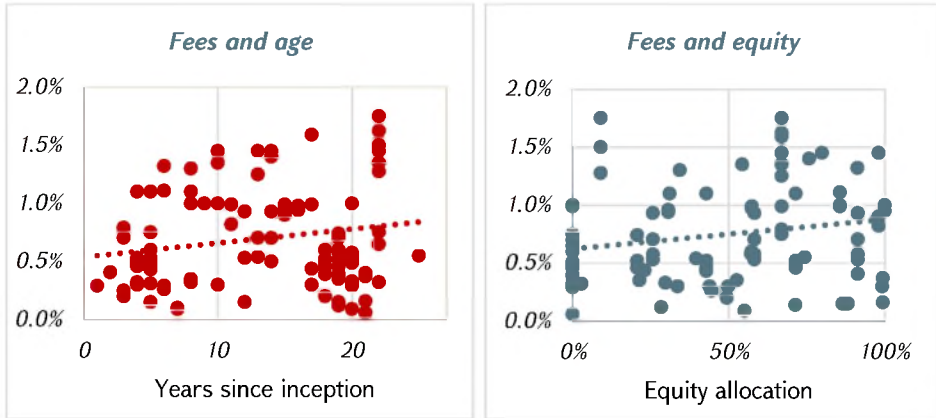 Fees and age
2.0%
1.5%
1.0%
0.5%
0.0%
0 10 20
Years since inception
Fees and equity
2.0%
1.5%
1.0%
0.5%
0.0%
0% 50% 100%
Equity allocation